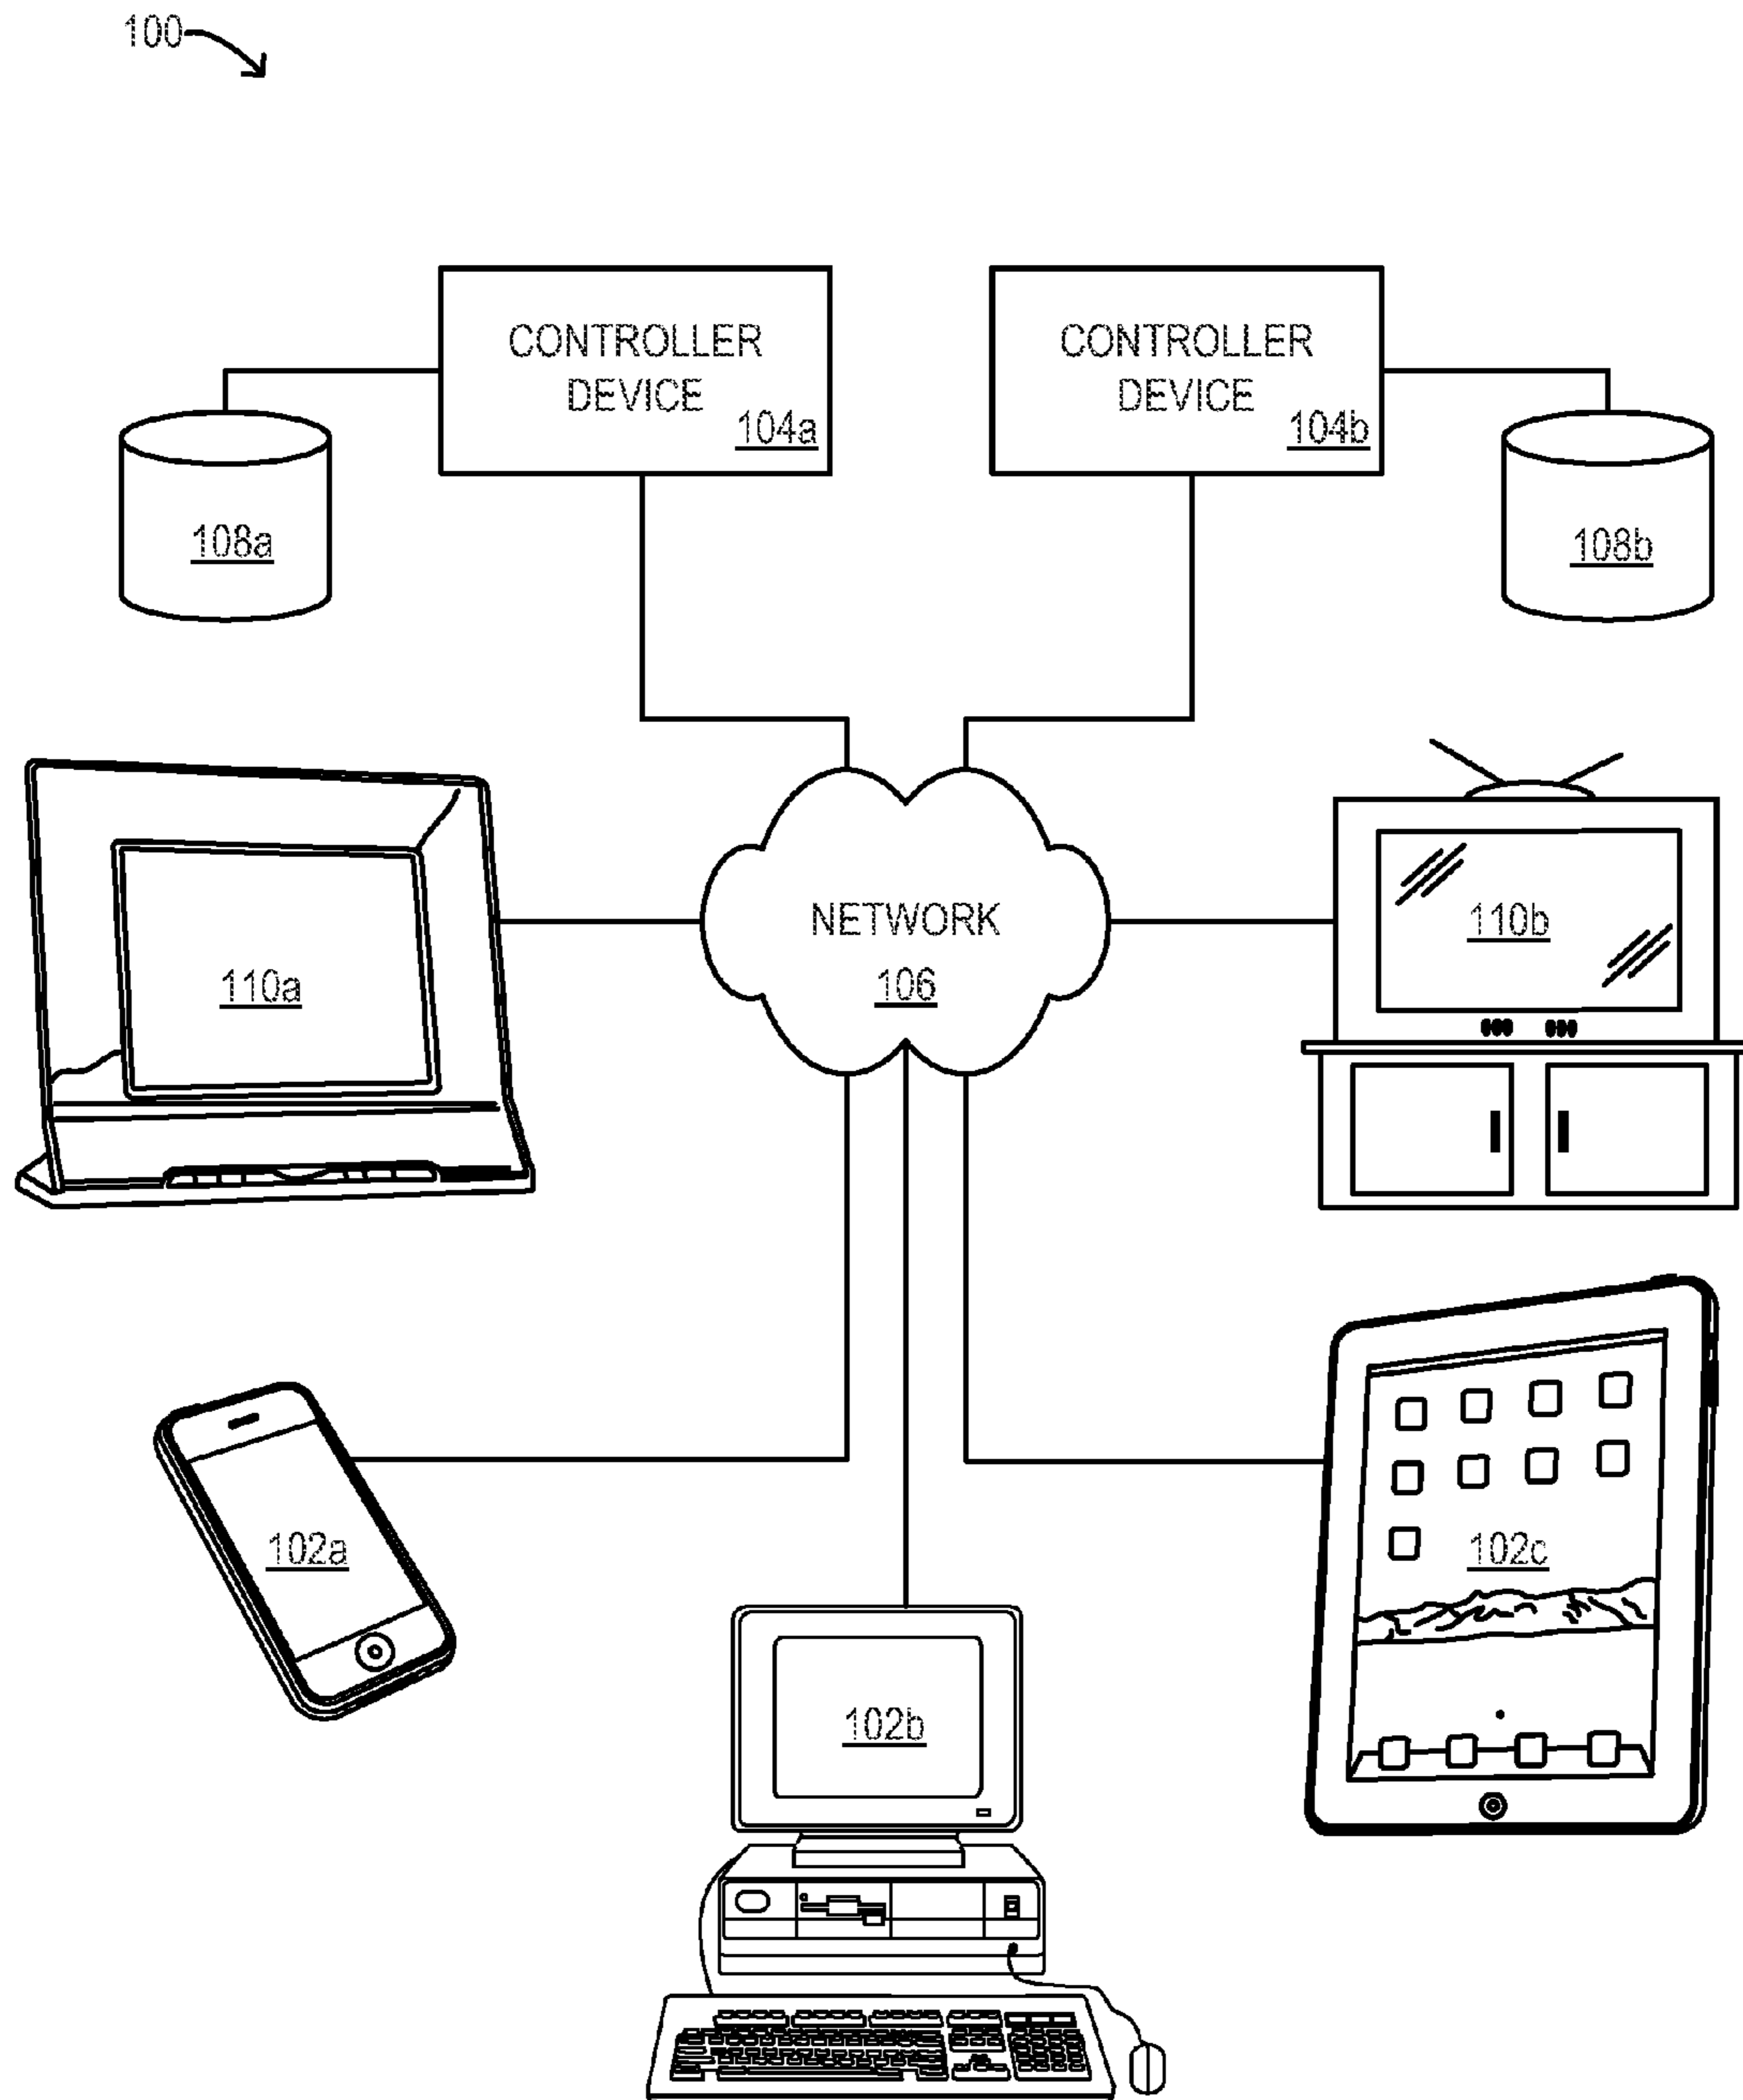 100
CONTROLLER
DEVICE
104a
CONTROLLER
DEVICE
104b
108a
108b
NETWORK
106
110a
110b
102a
102b
102c